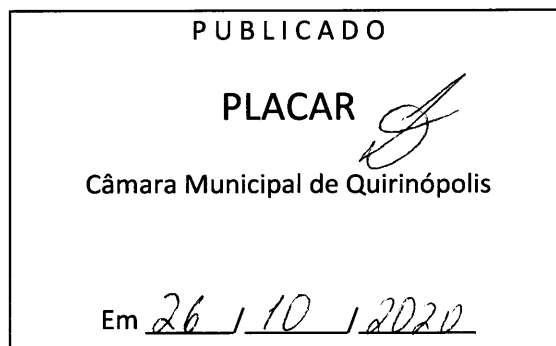 PUBLICADO
PLACAR
Câmara Municipal de Quirinópolis
Em 26 / 10 / 2020